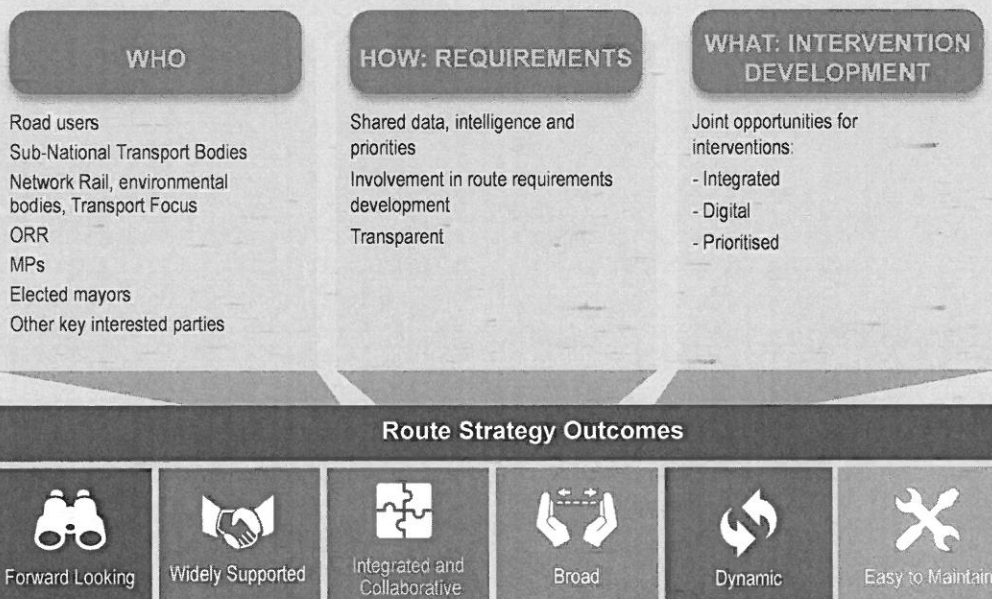 WHO
Road users
Sub-National Transport Bodies
Network Rail, environmental
bodies, Transport Focus
ORR
MPs
Elected mayors
Other key interested parties
HOW: REQUIREMENTS
Shared data, intelligence and
priorities
Involvement in route requirements
development
Transparent
WHAT: INTERVENTION
DEVELOPMENT
Joint opportunities for
interventions:
- Integrated
- Digital
- Prioritised
Route Strategy Outcomes
Forward Looking
Widely Supported
Integrated and
Collaborative
Broad
Dynamic
Easy to Maintain